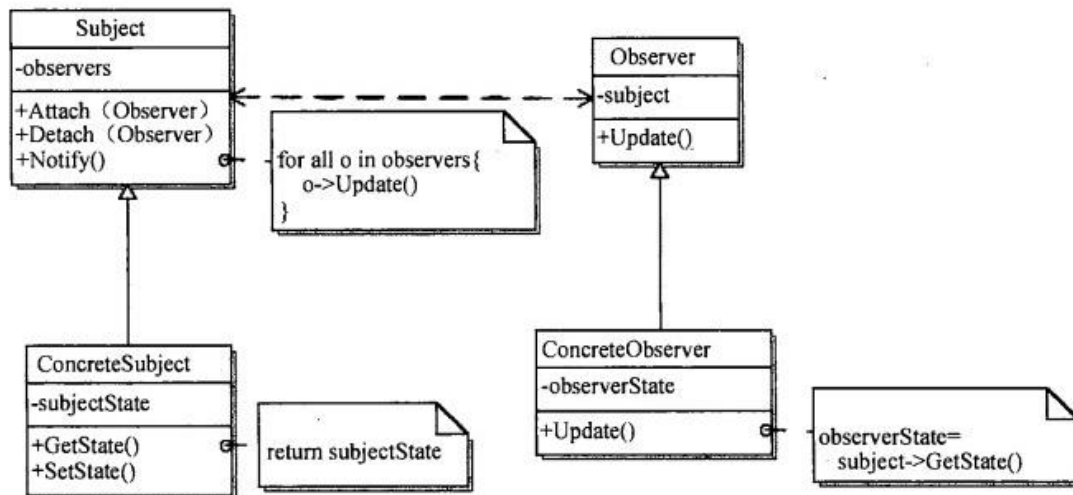 Subject
-observers
+Attach（Observer）
+Detach（Observer）
+Notify()
for all o in observers{
o->Update()
}
Observer
-subject
+Update()
ConcreteSubject
-subjectState
+GetState()
+SetState()
return subjectState
ConcreteObserver
-observerState
+Update()
observerState=
subject->GetState()